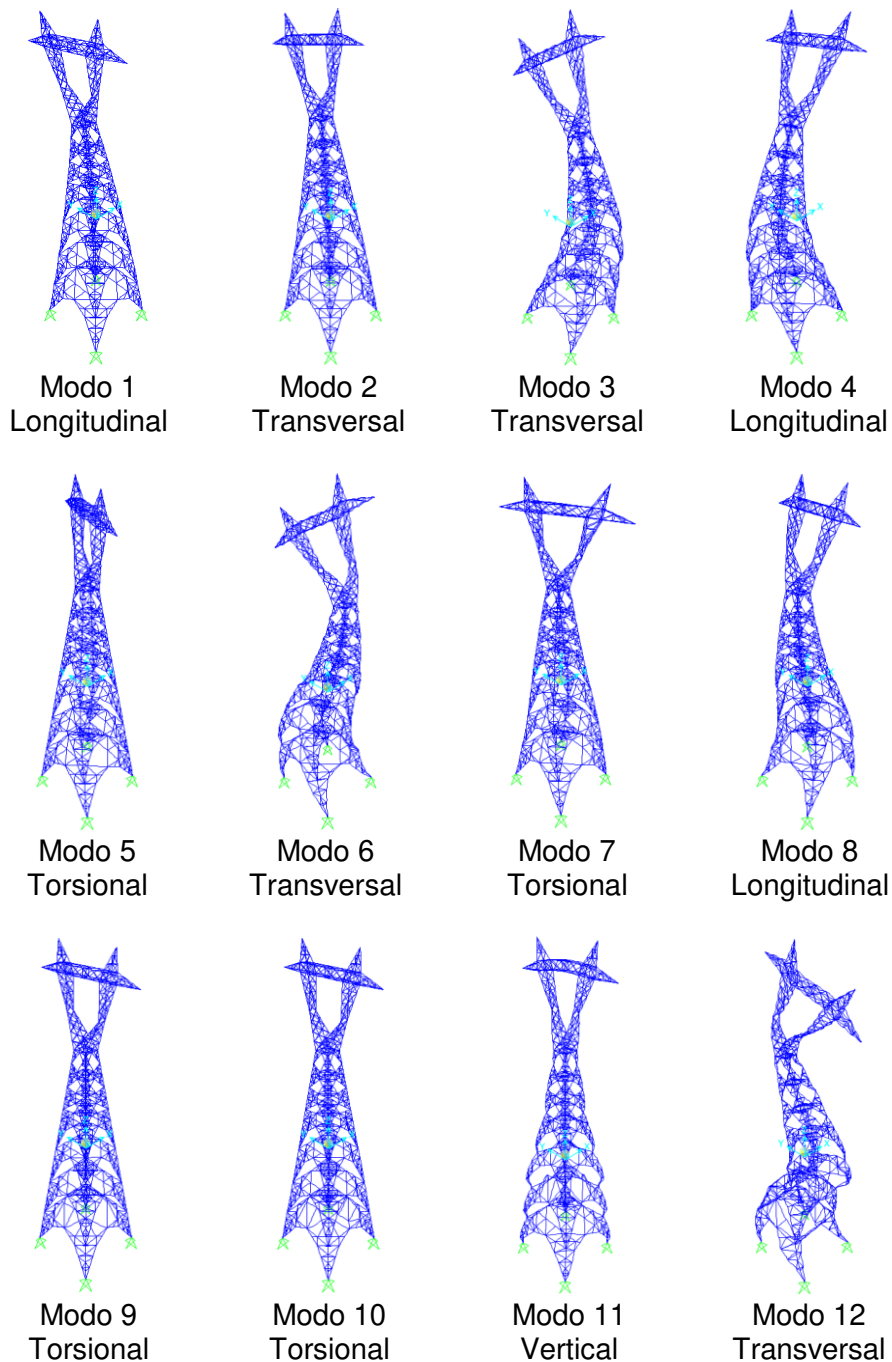 Modo 1
Longitudinal
Modo 2
Transversal
Modo 3
Transversal
Modo 4
Longitudinal
Modo 5
Torsional
Modo 6
Transversal
Modo 7
Torsional
Modo 8
Longitudinal
Modo 9
Torsional
Modo 10
Torsional
Modo 11
Vertical
Modo 12
Transversal